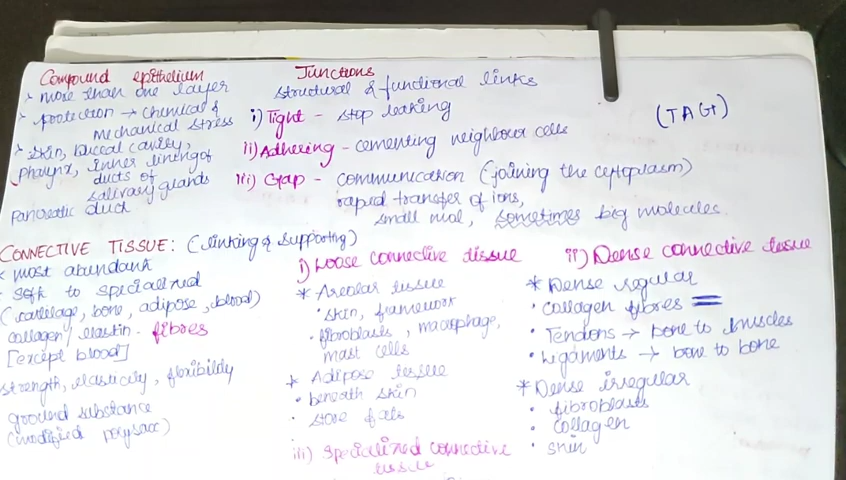 Compound epithelium
> more than one layer
> protection → chemical &
mechanical stress
> skin, buccal cavity,
pharynx, inner lining of
ducts of
salivary glands
pancreatic duct
Junctions
structural & functional links
i) Tight - stop leaking
(TAG)
ii) Adhering - cementing neighbour cells
iii) Gap - communication (joining the cytoplasm)
rapid transfer of ions,
small mol, sometimes big molecules.
CONNECTIVE TISSUE: (linking & supporting)
< most abundant
soft to specialized
(cartilage, bone, adipose, blood)
collagen/elastin. fibres
[except blood]
strength, elasticity, flexibility
ground substance
(modified polysacc)
i) Loose connective tissue
* Areolar tissue
· skin, framework
· fibroblasts, macrophage,
mast cells
* Adipose tissue
· beneath skin
· store fats
iii) Specialized connective
tissue
ii) Dense connective tissue
* Dense regular
· collagen fibres =
· Tendons → bone to muscles
· Ligaments → bone to bone
* Dense irregular
· fibroblasts
· collagen
· skin